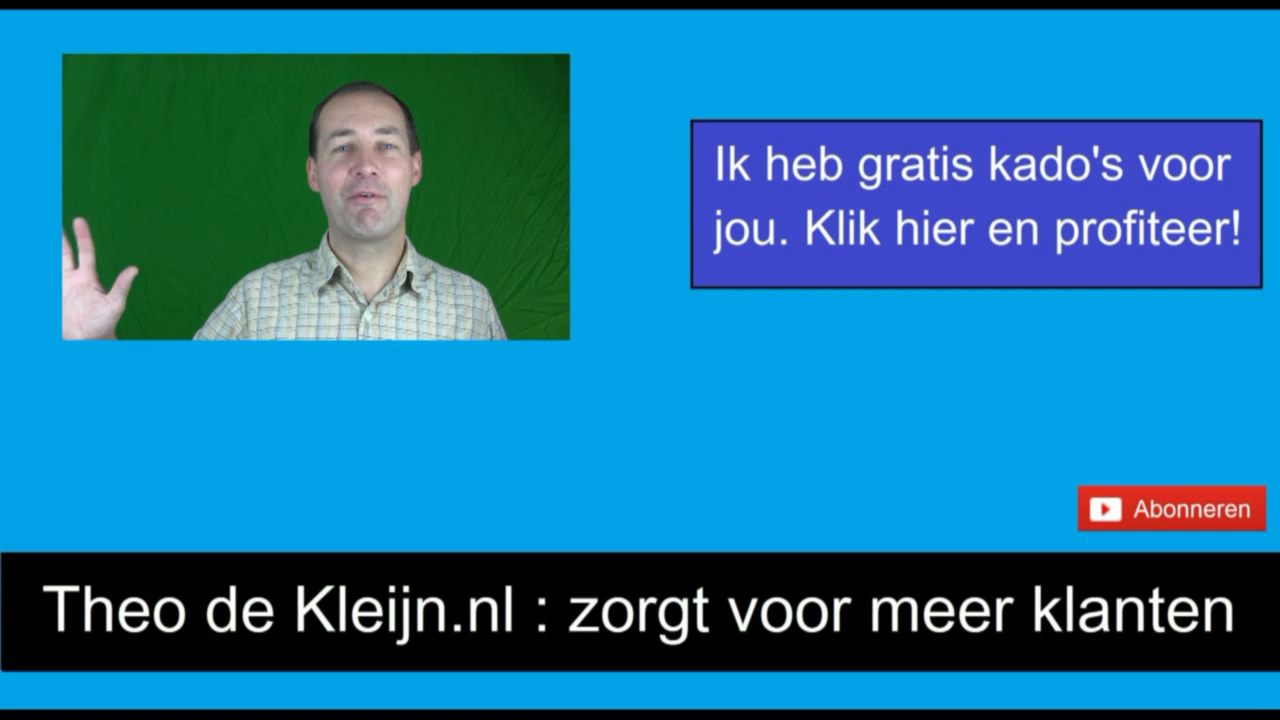 Ik heb gratis kado's voor
jou. Klik hier en profiteer!
Abonneren
Theo de Kleijn.nl : zorgt voor meer klanten